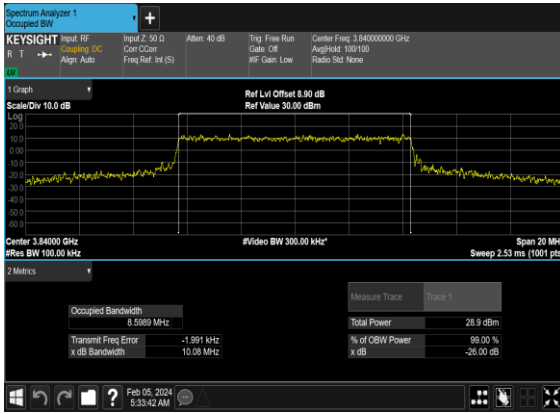 Spectrum Analyzer 1
Occupied BW
+
KEYSIGHT Input: RF Input Z: 50 Ω Atten: 40 dB Trig: Free Run Center Freq: 3.840000000 GHz
R T Coupling: DC Corr CCorr Gate: Off Avg|Hold: 100/100
Align: Auto Freq Ref: Int (S) #IF Gain: Low Radio Std: None
1 Graph
Scale/Div 10.0 dB Ref Lvl Offset 8.90 dB
Ref Value 30.00 dBm
Log
20.0
10.0
0.00
-10.0
-20.0
-30.0
-40.0
-50.0
-60.0
Center 3.84000 GHz #Video BW 300.00 kHz* Span 20 MH
#Res BW 100.00 kHz Sweep 2.53 ms (1001 pts
2 Metrics
Measure Trace Trace 1
Occupied Bandwidth
8.5989 MHz Total Power 28.9 dBm
Transmit Freq Error -1.991 kHz % of OBW Power 99.00 %
x dB Bandwidth 10.08 MHz x dB -26.00 dB
? Feb 05, 2024
5:33:42 AM